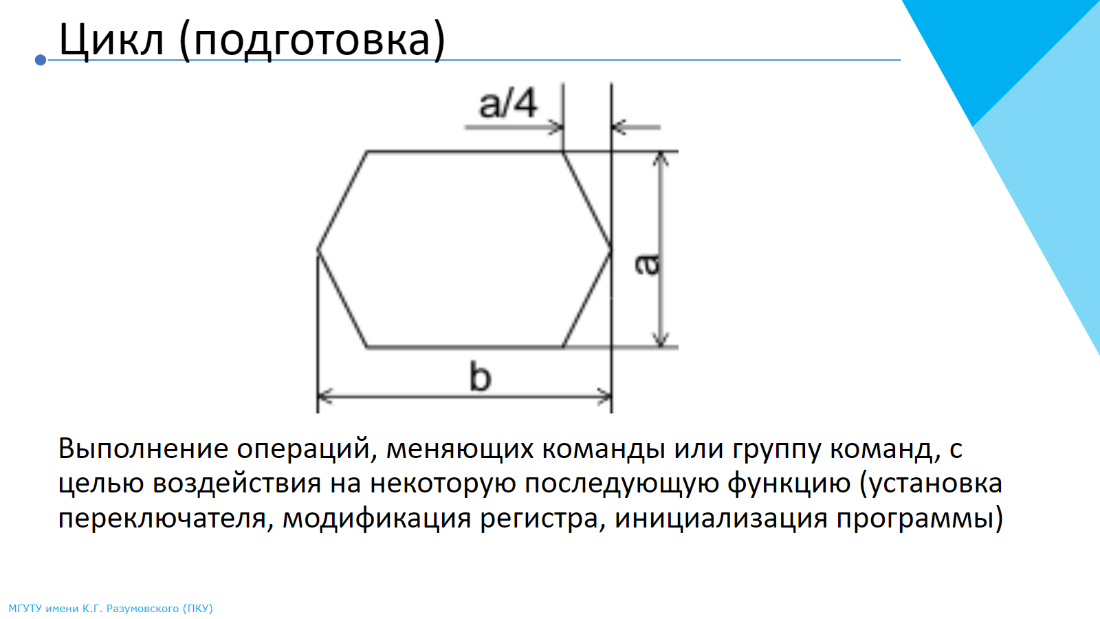 Цикл (подготовка)
a/4
a
b
Выполнение операций, меняющих команды или группу команд, с
целью воздействия на некоторую последующую функцию (установка
переключателя, модификация регистра, инициализация программы)
МГУТУ имени К.Г. Разумовского (ПКУ)